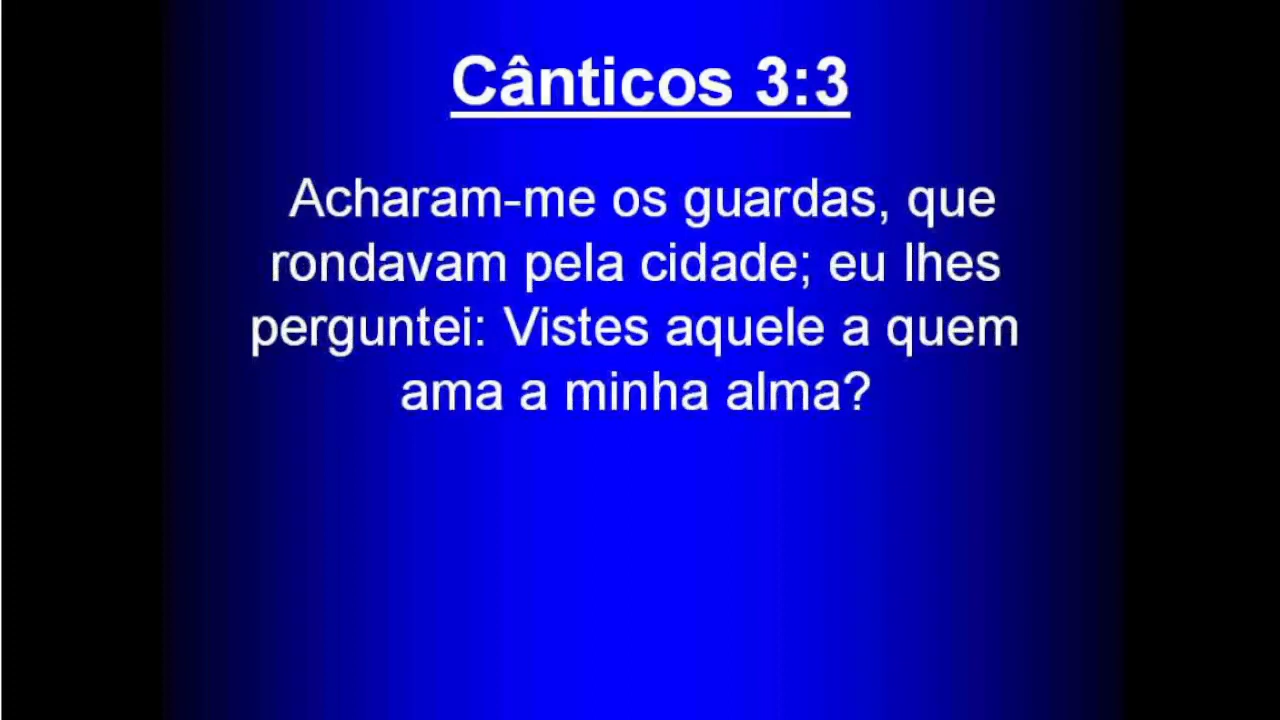 Cânticos 3:3
Acharam-me os guardas, que
rondavam pela cidade; eu lhes
perguntei: Vistes aquele a quem
ama a minha alma?